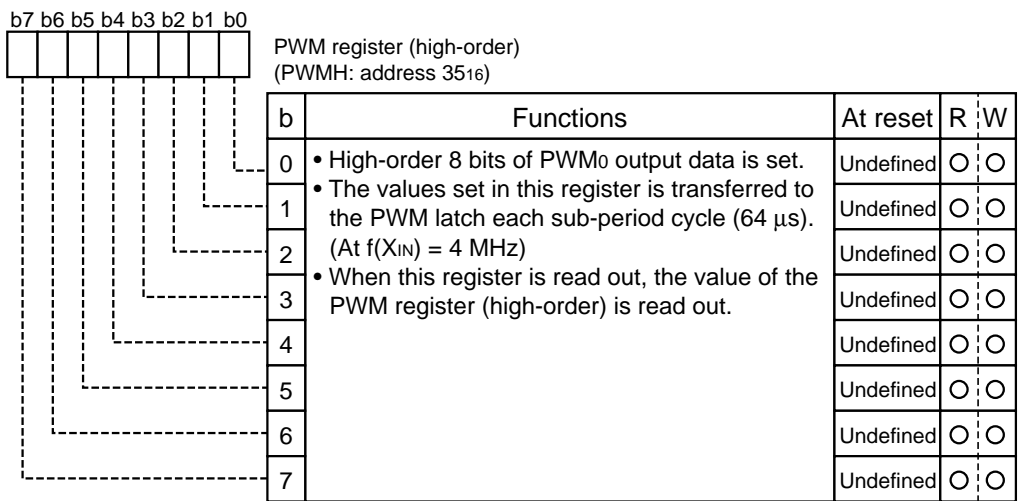 b7 b6 b5 b4 b3 b2 b1 b0
PWM register (high-order)
(PWMH: address 3516)
b Functions At reset R W
0 • High-order 8 bits of PWM0 output data is set. Undefined ○ ○
• The values set in this register is transferred to
1 the PWM latch each sub-period cycle (64 μs). Undefined ○ ○
2 (At f(XIN) = 4 MHz) Undefined ○ ○
• When this register is read out, the value of the
3 PWM register (high-order) is read out. Undefined ○ ○
4 Undefined ○ ○
5 Undefined ○ ○
6 Undefined ○ ○
7 Undefined ○ ○